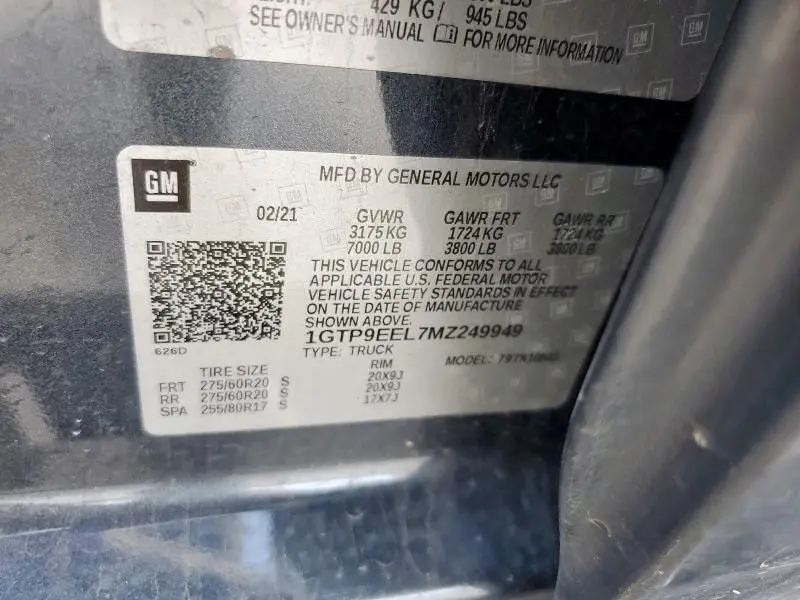 429 KG/ 945 LBS
SEE OWNER'S MANUAL FOR MORE INFORMATION
GM
MFD BY GENERAL MOTORS LLC
02/21 GVWR GAWR FRT GAWR RR
3175 KG 1724 KG 1724 KG
7000 LB 3800 LB 3800 LB
THIS VEHICLE CONFORMS TO ALL
APPLICABLE U.S. FEDERAL MOTOR
VEHICLE SAFETY STANDARDS IN EFFECT
ON THE DATE OF MANUFACTURE
SHOWN ABOVE.
1GTP9EEL7MZ249949
626D
TYPE: TRUCK MODEL:
TIRE SIZE RIM
FRT 275/60R20 S 20X9J
RR 275/60R20 S 20X9J
SPA 255/80R17 S 17X7J